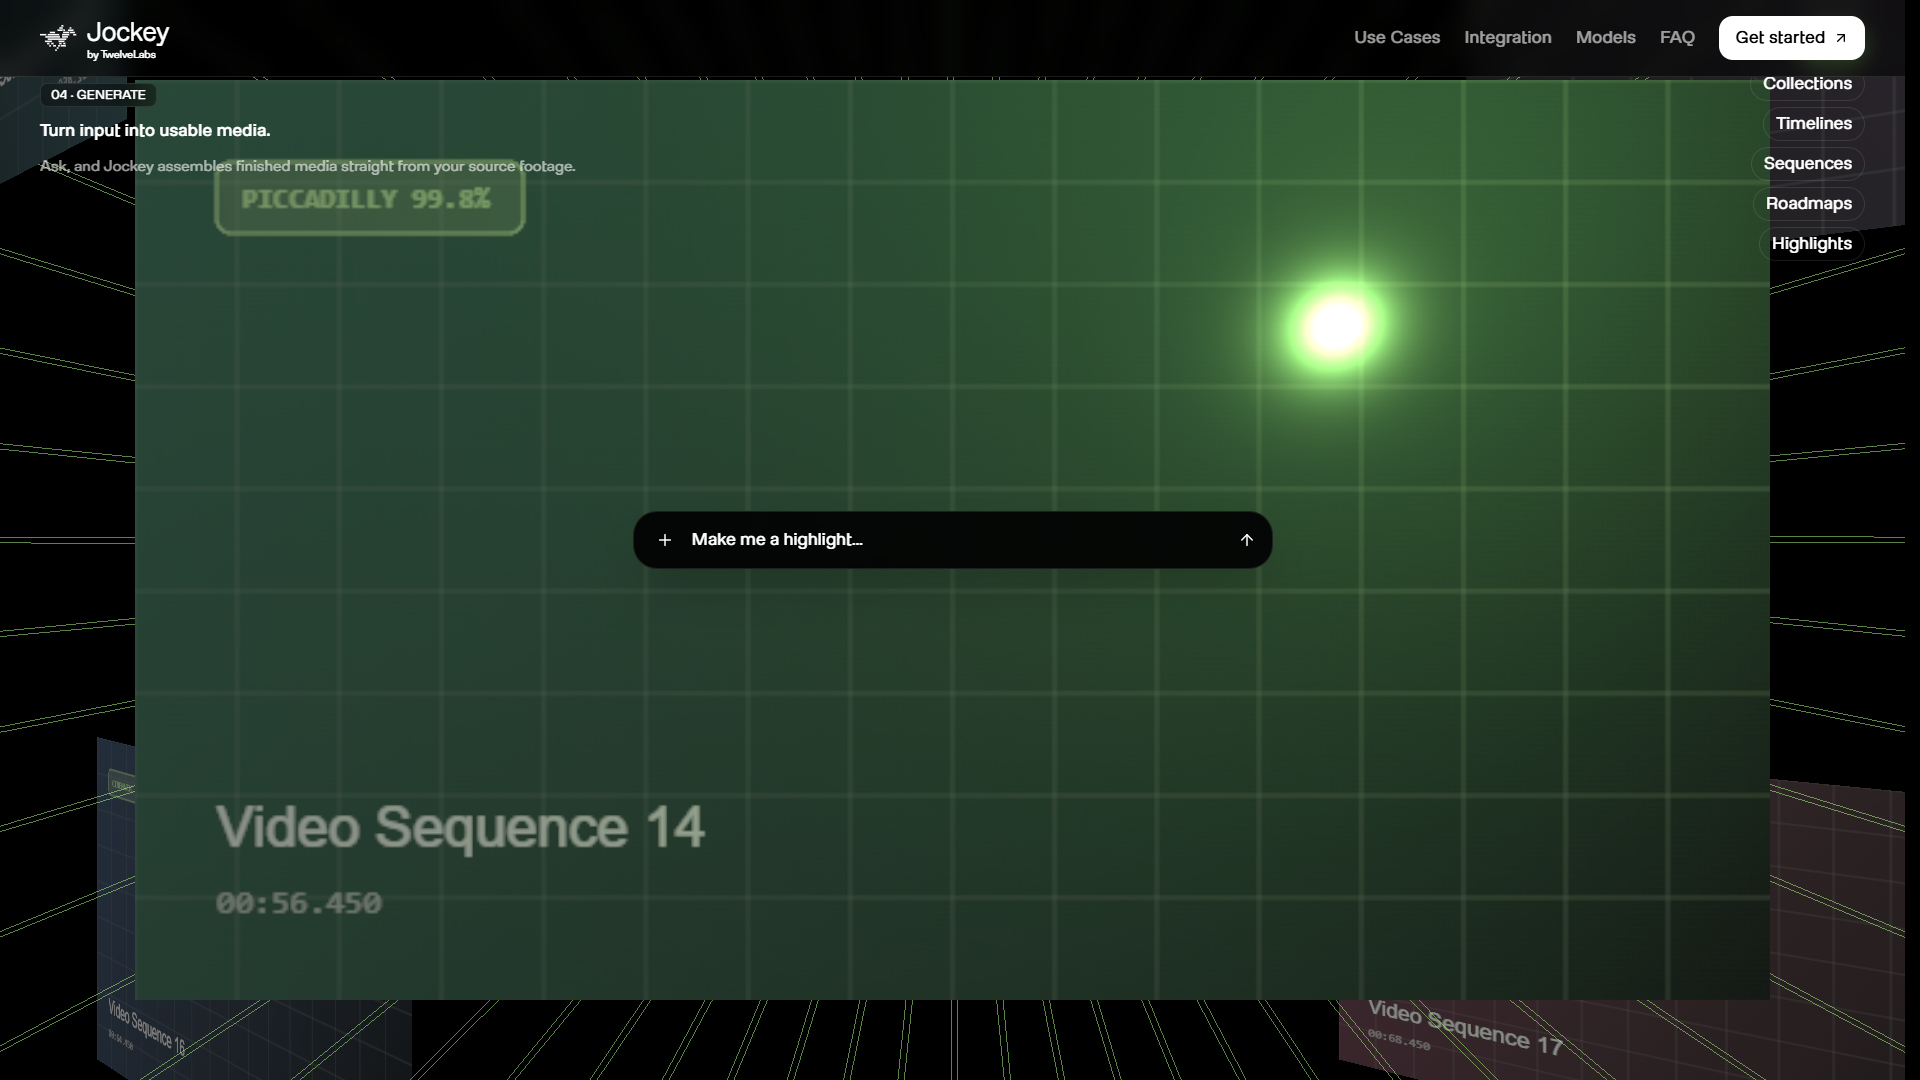 Jockey
by TwelveLabs
Use Cases
Integration
Models
FAQ
Get started
04 · GENERATE
Turn input into usable media.
Ask, and Jockey assembles finished media straight from your source footage.
Collections
Timelines
Sequences
Roadmaps
Highlights
PICCADILLY 99.8%
Make me a highlight...
Video Sequence 14
00:56.450
Video Sequence 16
Video Sequence 17
00:68.450